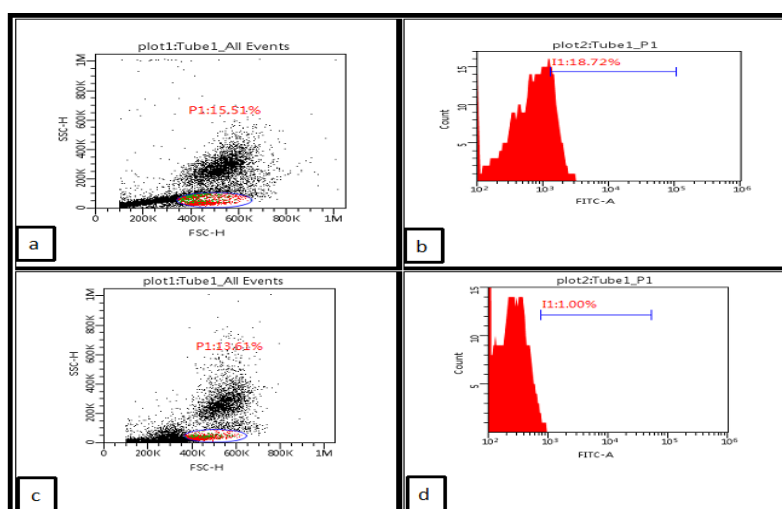 plot1:Tube1_All Events
SSC-H
1M
800K
600K
400K
200K
0
P1:15.51%
0
200K
400K
600K
800K
1M
FSC-H
a
plot2:Tube1_P1
Count
15
10
5
I1:18.72%
10²
10³
10⁴
10⁵
10⁶
FITC-A
b
plot1:Tube1_All Events
SSC-H
1M
800K
600K
400K
200K
0
P1:13.61%
0
200K
400K
600K
800K
1M
FSC-H
c
plot2:Tube1_P1
Count
15
10
5
I1:1.00%
10²
10³
10⁴
10⁵
10⁶
FITC-A
d